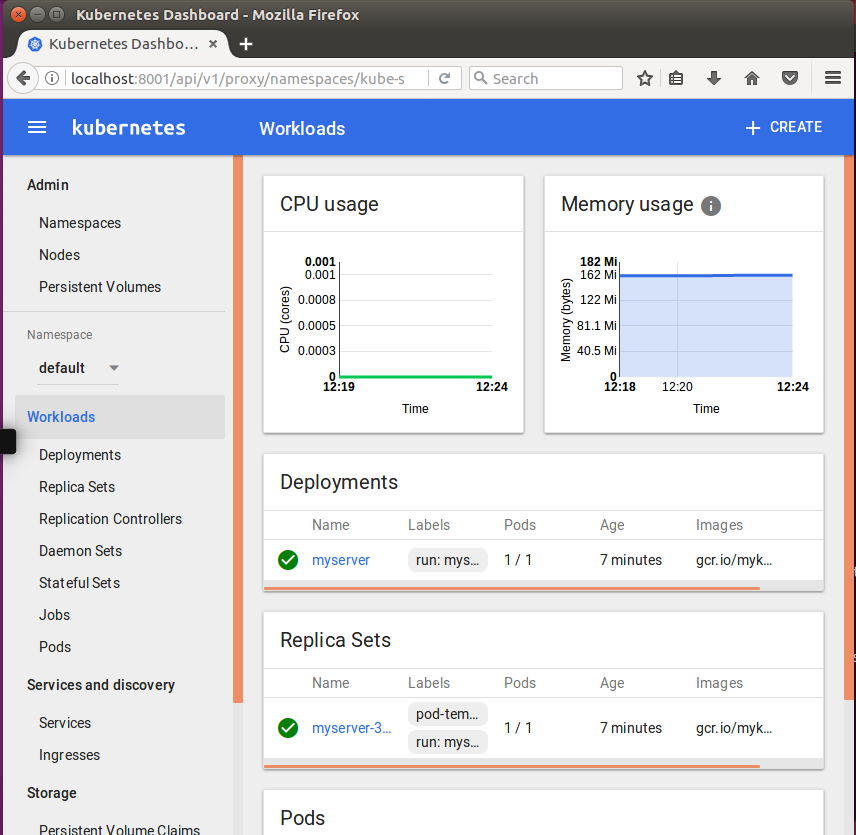 Kubernetes Dashboard - Mozilla Firefox
Kubernetes Dashbo...
localhost:8001/api/v1/proxy/namespaces/kube-s
Search
kubernetes
Workloads
CREATE
Admin
Namespaces
Nodes
Persistent Volumes
Namespace
default
Workloads
Deployments
Replica Sets
Replication Controllers
Daemon Sets
Stateful Sets
Jobs
Pods
Services and discovery
Services
Ingresses
Storage
Persistent Volume Claims
CPU usage
CPU (cores)
0.001
0.001
0.0008
0.0005
0.0003
0
12:19 12:24
Time
Memory usage
Memory (bytes)
182 Mi
162 Mi
122 Mi
81.1 Mi
40.5 Mi
0
12:18 12:20 12:24
Time
Deployments
Name Labels Pods Age Images
myserver run: mys... 1 / 1 7 minutes gcr.io/myk...
Replica Sets
Name Labels Pods Age Images
pod-tem...
myserver-3... 1 / 1 7 minutes gcr.io/myk...
run: mys...
Pods